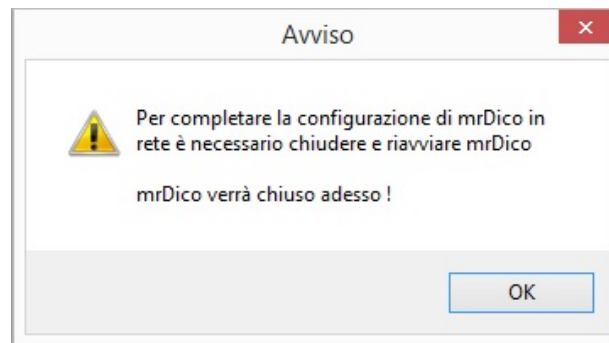 Avviso
Per completare la configurazione di mrDico in
rete è necessario chiudere e riavviare mrDico
mrDico verrà chiuso adesso !
OK